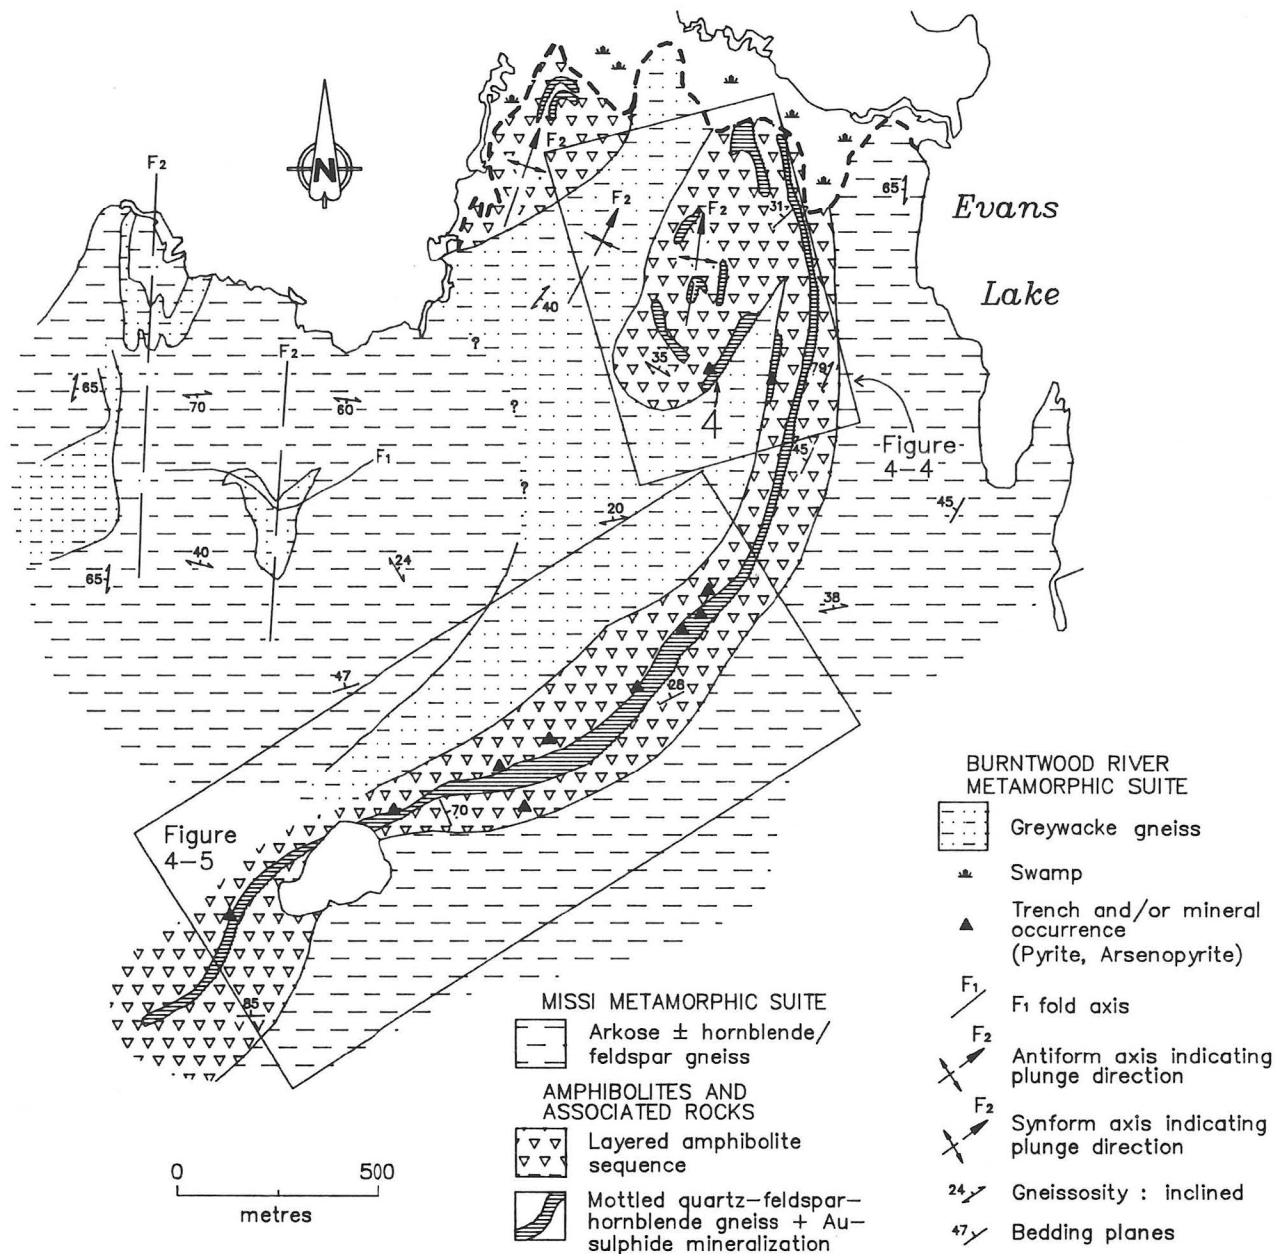 F2
N
F2
F2
F2
31
65
Evans
Lake
40
?
F2
65
70
60
35
79
?
4
Figure
4-4
F1
45
?
20
45
65
40
24
38
47
28
Figure
4-5
70
85
0 500
metres
MISSI METAMORPHIC SUITE
Arkose ± hornblende/
feldspar gneiss
AMPHIBOLITES AND
ASSOCIATED ROCKS
Layered amphibolite
sequence
Mottled quartz-feldspar-
hornblende gneiss + Au-
sulphide mineralization
BURNTWOOD RIVER
METAMORPHIC SUITE
Greywacke gneiss
Swamp
Trench and/or mineral
occurrence
(Pyrite, Arsenopyrite)
F1
F1 fold axis
F2
Antiform axis indicating
plunge direction
F2
Synform axis indicating
plunge direction
24 Gneissosity : inclined
47 Bedding planes